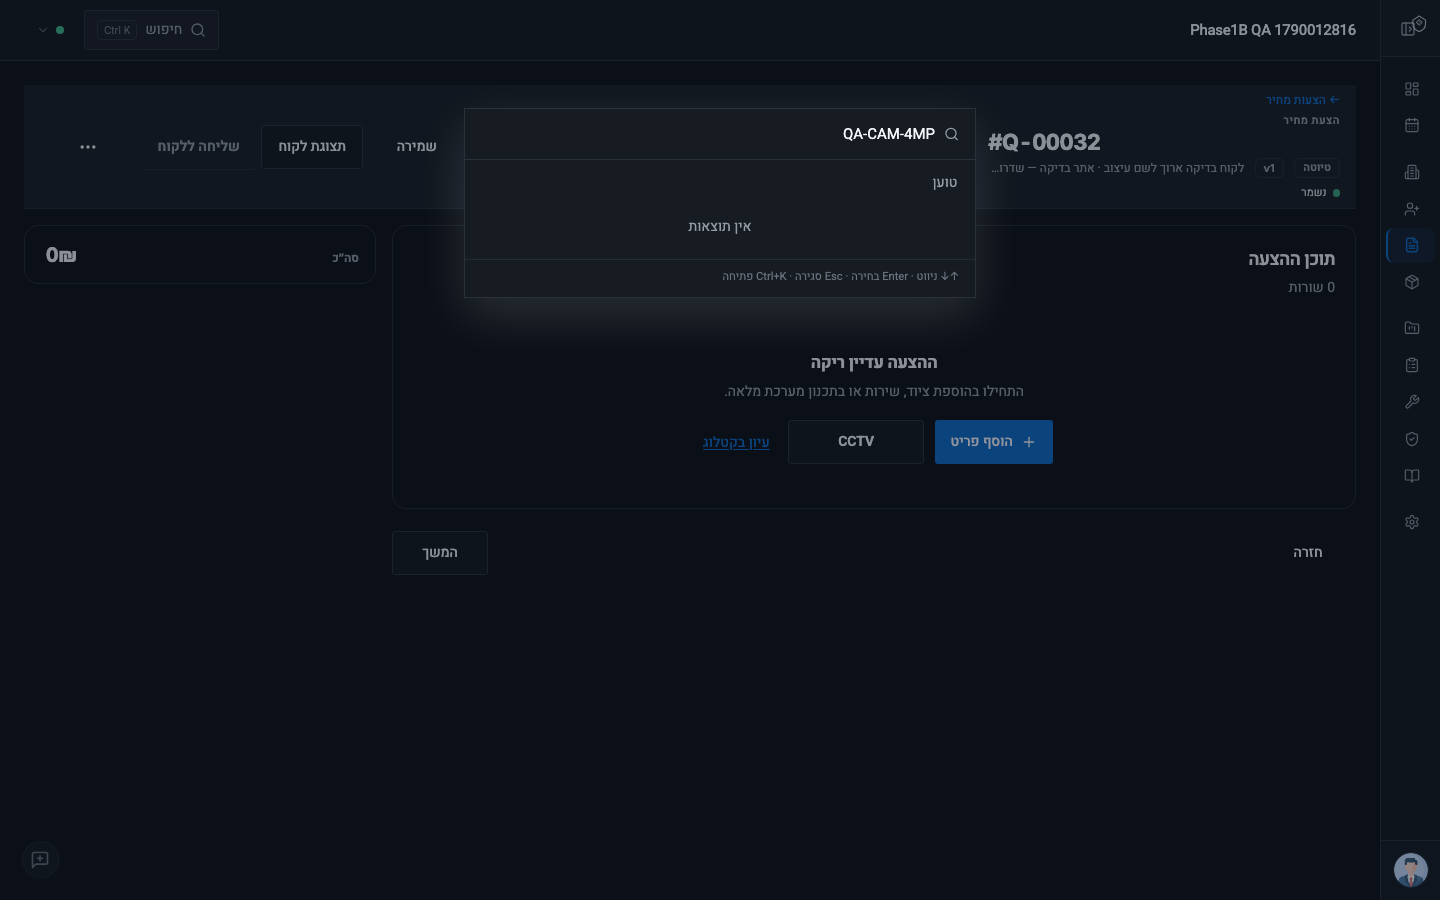 Phase1B QA 1790012816
חיפוש Ctrl K
← הצעות מחיר
הצעת מחיר
#Q-00032
טיוטה v1 לקוח בדיקה ארוך לשם עיצוב · אתר בדיקה — שדרו...
נשמר
שמירה
תצוגת לקוח
שליחה ללקוח
QA-CAM-4MP
טוען
אין תוצאות
↑↓ ניווט · Enter בחירה · Esc סגירה · Ctrl+K פתיחה
תוכן ההצעה
0 שורות
ההצעה עדיין ריקה
התחילו בהוספת ציוד, שירות או בתכנון מערכת מלאה.
הוסף פריט
CCTV
עיון בקטלוג
חזרה
המשך
סה״כ
0₪